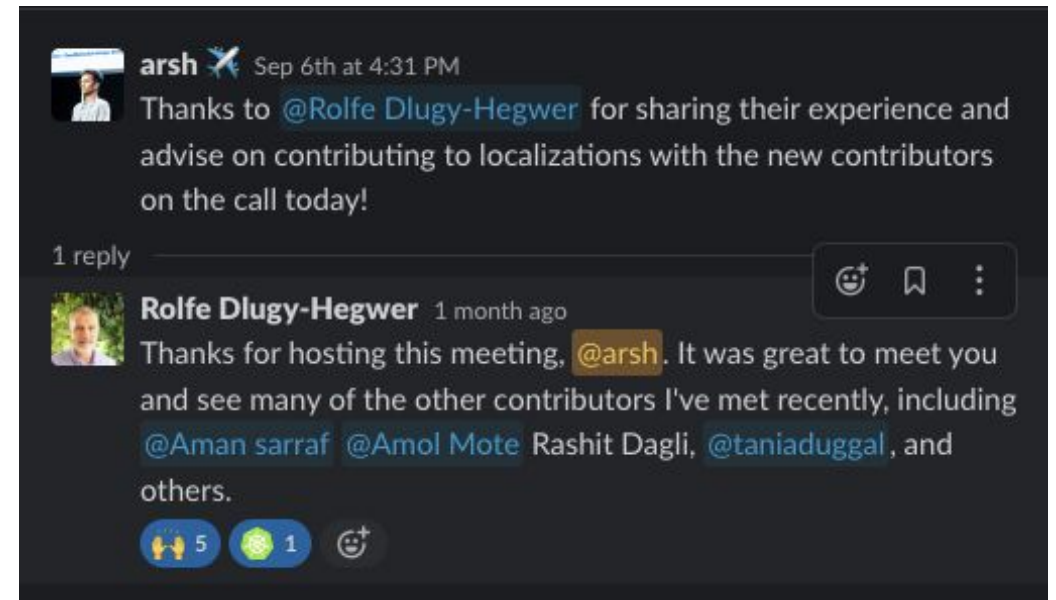 arsh Sep 6th at 4:31 PM
Thanks to @Rolfe Dlugy-Hegwer for sharing their experience and
advise on contributing to localizations with the new contributors
on the call today!
1 reply
Rolfe Dlugy-Hegwer 1 month ago
Thanks for hosting this meeting, @arsh. It was great to meet you
and see many of the other contributors I've met recently, including
@Aman sarraf @Amol Mote Rashit Dagli, @taniaduggal, and
others.
5 1